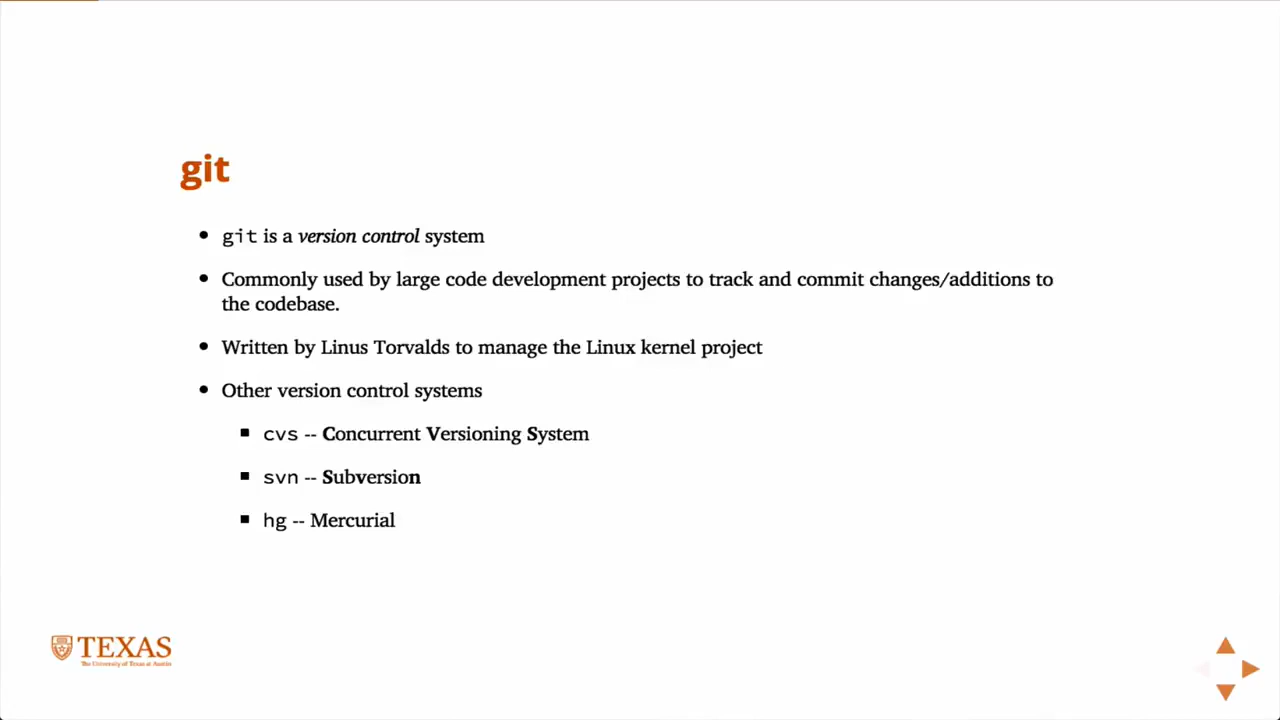 git
git is a version control system
Commonly used by large code development projects to track and commit changes/additions to
the codebase.
Written by Linus Torvalds to manage the Linux kernel project
Other version control systems
cvs -- Concurrent Versioning System
svn -- Subversion
hg -- Mercurial
TEXAS
The University of Texas at Austin